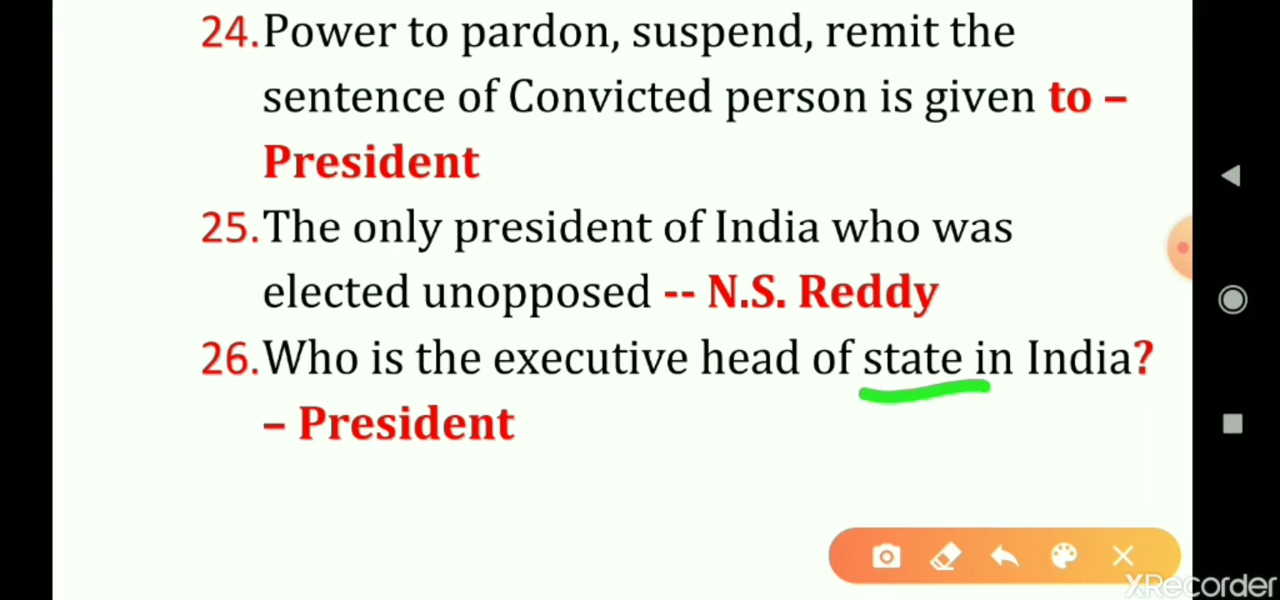 24.Power to pardon, suspend, remit the
sentence of Convicted person is given to –
President
25.The only president of India who was
elected unopposed -- N.S. Reddy
26.Who is the executive head of state in India?
– President
XRecorder